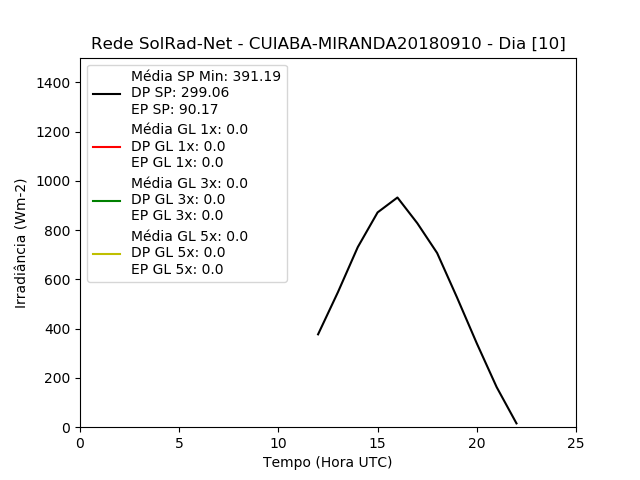 Rede SolRad-Net - CUIABA-MIRANDA20180910 - Dia [10]
Média SP Min: 391.19
DP SP: 299.06
EP SP: 90.17
Média GL 1x: 0.0
DP GL 1x: 0.0
EP GL 1x: 0.0
Média GL 3x: 0.0
DP GL 3x: 0.0
EP GL 3x: 0.0
Média GL 5x: 0.0
DP GL 5x: 0.0
EP GL 5x: 0.0
Irradiância (Wm-2)
1400
1200
1000
800
600
400
200
0
0 5 10 15 20 25
Tempo (Hora UTC)